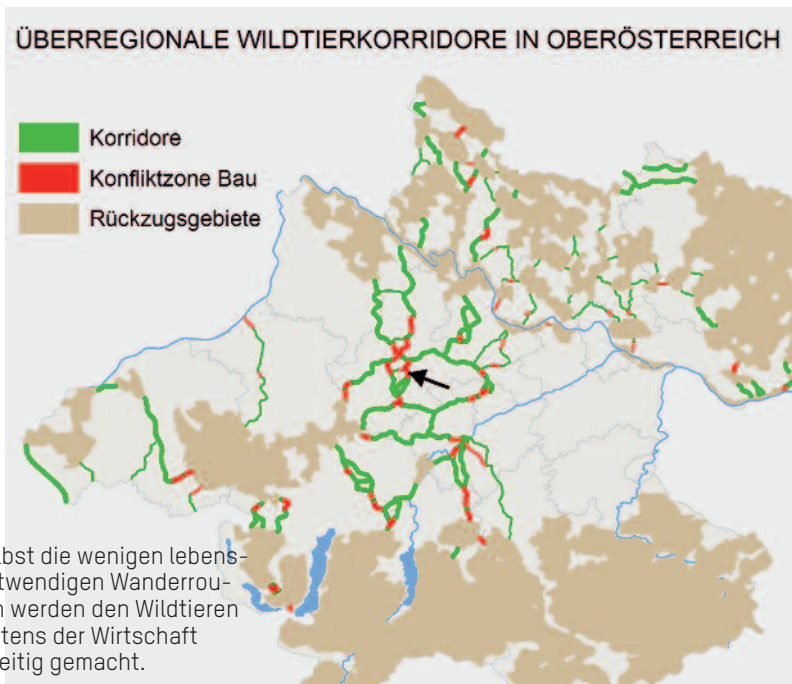 ÜBERREGIONALE WILDTIERKORRIDORE IN OBERÖSTERREICH
Korridore
Konfliktzone Bau
Rückzugsgebiete
bst die wenigen lebens-
twendigen Wanderrou-
werden den Wildtieren
tens der Wirtschaft
eitig gemacht.